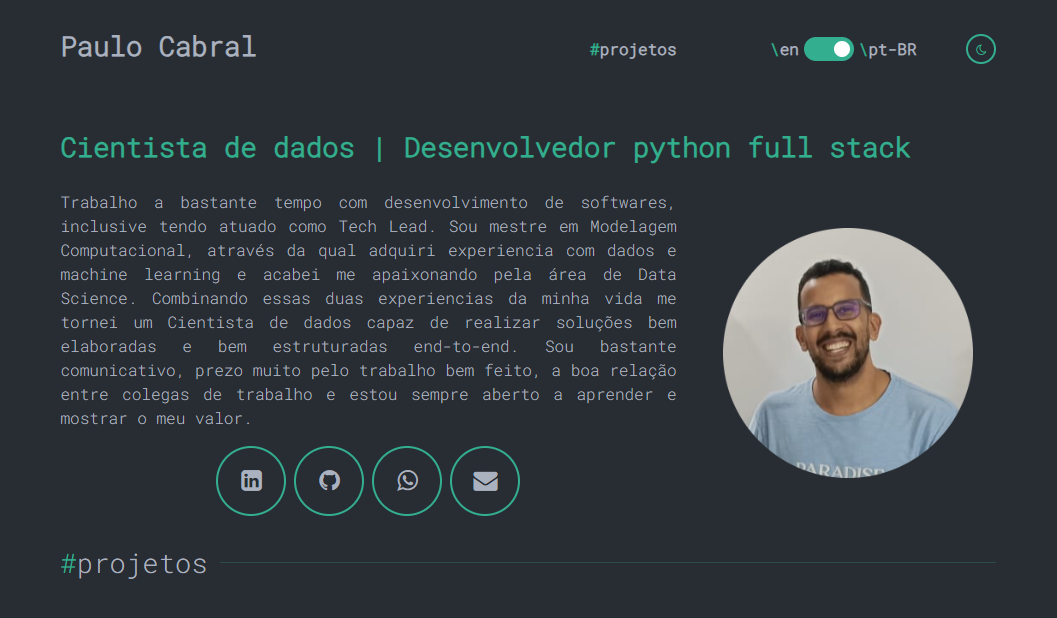 Paulo Cabral
#projetos
\en
\pt-BR
Cientista de dados | Desenvolvedor python full stack
Trabalho a bastante tempo com desenvolvimento de softwares,
inclusive tendo atuado como Tech Lead. Sou mestre em Modelagem
Computacional, através da qual adquiri experiencia com dados e
machine learning e acabei me apaixonando pela área de Data
Science. Combinando essas duas experiencias da minha vida me
tornei um Cientista de dados capaz de realizar soluções bem
elaboradas e bem estruturadas end-to-end. Sou bastante
comunicativo, prezo muito pelo trabalho bem feito, a boa relação
entre colegas de trabalho e estou sempre aberto a aprender e
mostrar o meu valor.
PARADISE
in
#projetos